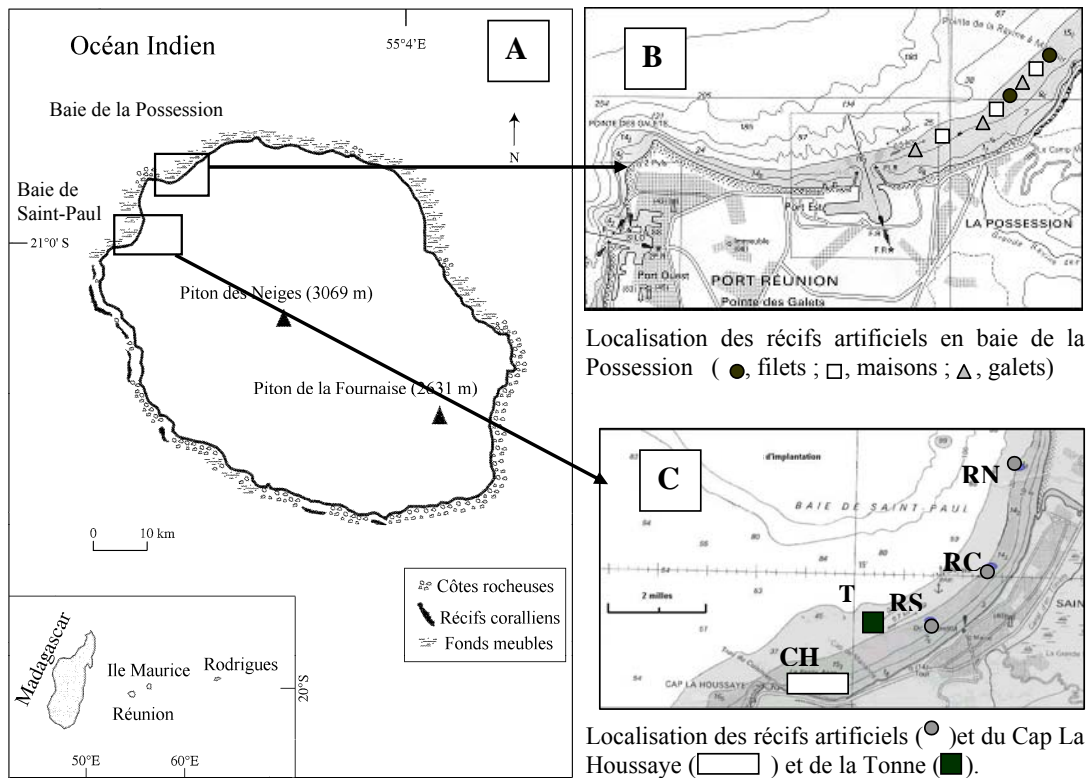 Océan Indien
55°4'E
A
Baie de la Possession
N
Baie de
Saint-Paul
21°0' S
Piton des Neiges (3069 m)
Piton de la Fournaise (2631 m)
0 10 km
Côtes rocheuses
Récifs coralliens
Fonds meubles
Madagascar
Ile Maurice
Rodrigues
Réunion
20°S
50°E
60°E
B
POINTE DES GALETS
Port Est
Port Ouest
LA POSSESSION
PORT RÉUNION
Pointe des Galets
Localisation des récifs artificiels en baie de la
Possession ( , filets ; , maisons ; , galets)
C
d'implantation
RN
BAIE DE SAINT-PAUL
RC
2 milles
T
RS
SAIN
CH
CAP LA HOUSSAYE
Localisation des récifs artificiels ( )et du Cap La
Houssaye ( ) et de la Tonne ( ).